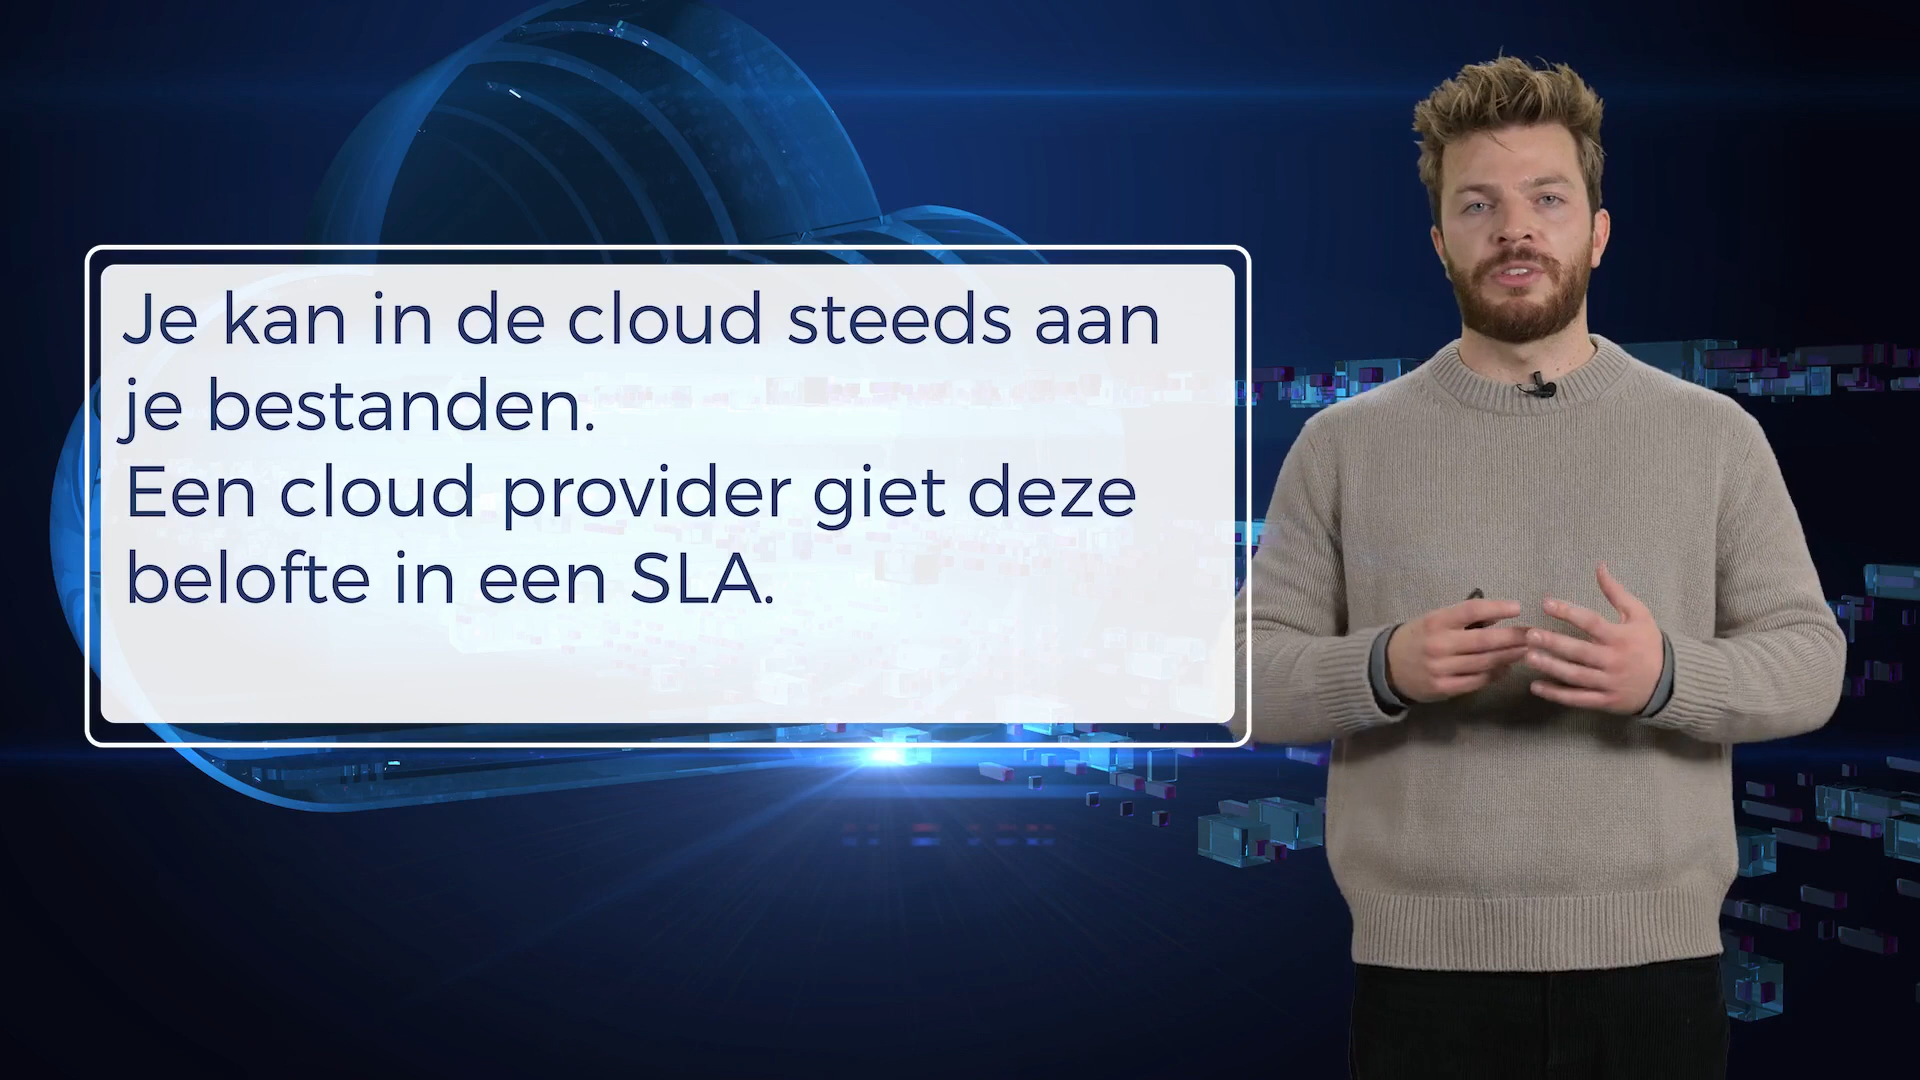 Je kan in de cloud steeds aan
je bestanden.
Een cloud provider giet deze
belofte in een SLA.